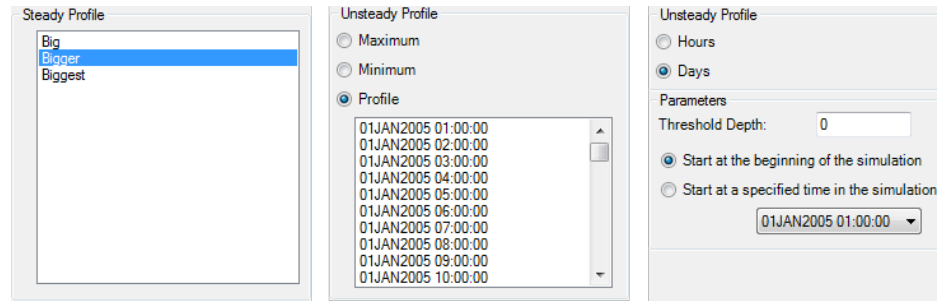 Steady Profile
Big
Bigger
Biggest
Unsteady Profile
Maximum
Minimum
Profile
01JAN2005 01:00:00
01JAN2005 02:00:00
01JAN2005 03:00:00
01JAN2005 04:00:00
01JAN2005 05:00:00
01JAN2005 06:00:00
01JAN2005 07:00:00
01JAN2005 08:00:00
01JAN2005 09:00:00
01JAN2005 10:00:00
Unsteady Profile
Hours
Days
Parameters
Threshold Depth: 0
Start at the beginning of the simulation
Start at a specified time in the simulation
01JAN2005 01:00:00